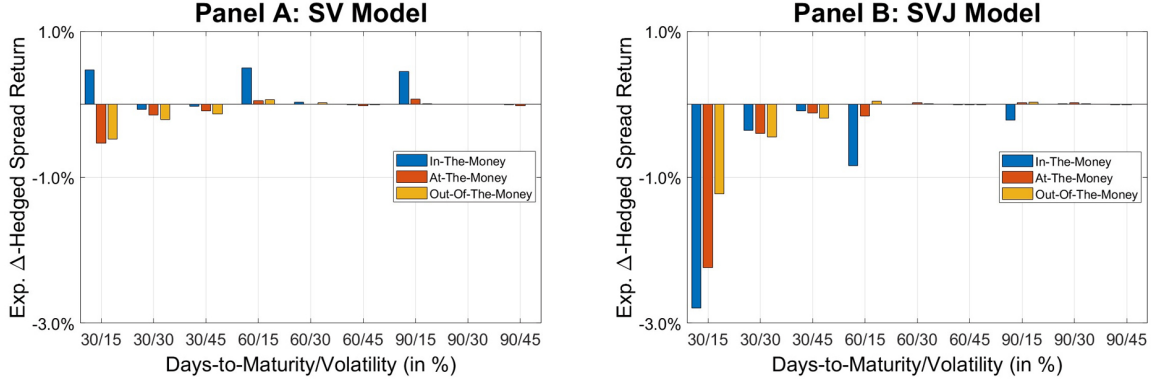 Panel A: SV Model
Exp. Δ-Hedged Spread Return
1.0%
-1.0%
-3.0%
In-The-Money
At-The-Money
Out-Of-The-Money
30/15 30/30 30/45 60/15 60/30 60/45 90/15 90/30 90/45
Days-to-Maturity/Volatility (in %)
Panel B: SVJ Model
Exp. Δ-Hedged Spread Return
1.0%
-1.0%
-3.0%
In-The-Money
At-The-Money
Out-Of-The-Money
30/15 30/30 30/45 60/15 60/30 60/45 90/15 90/30 90/45
Days-to-Maturity/Volatility (in %)